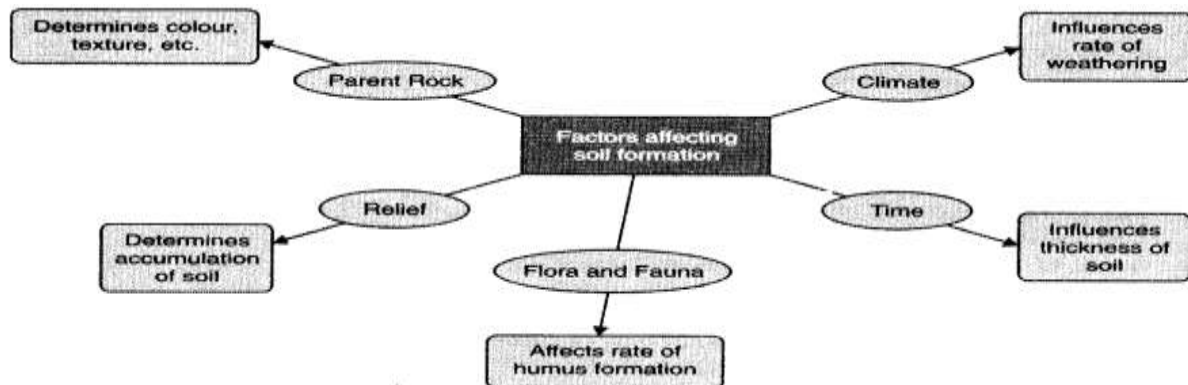 Determines colour,
texture, etc.
Parent Rock
Influences
rate of
weathering
Climate
Factors affecting
soil formation
Relief
Determines
accumulation
of soil
Flora and Fauna
Affects rate of
humus formation
Time
Influences
thickness of
soil